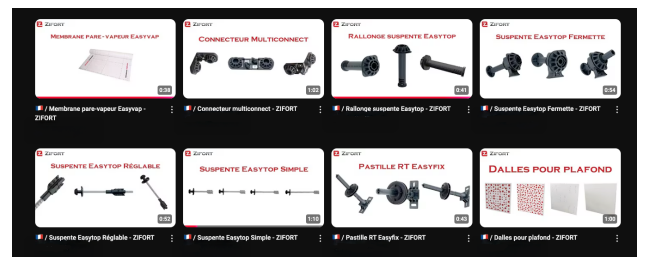 ZIFORT
MEMBRANE PARE-VAPEUR EASYVAP
0:38
ZIFORT
CONNECTEUR MULTICONNECT
1:02
ZIFORT
RALLONGE SUSPENTE EASYTOP
0:41
ZIFORT
SUSPENTE EASYTOP FERMETTE
0:54
/ Membrane pare-vapeur Easyvap -
ZIFORT
/ Connecteur multiconnect - ZIFORT
/ Rallonge suspente Easytop - ZIFORT
/ Suspente Easytop Fermette - ZIFORT
ZIFORT
SUSPENTE EASYTOP RÉGLABLE
0:52
ZIFORT
SUSPENTE EASYTOP SIMPLE
1:10
ZIFORT
PASTILLE RT EASYFIX
0:43
ZIFORT
DALLES POUR PLAFOND
1:00
/ Suspente Easytop Réglable - ZIFORT
/ Suspente Easytop Simple - ZIFORT
/ Pastille RT Easyfix - ZIFORT
/ Dalles pour plafond - ZIFORT